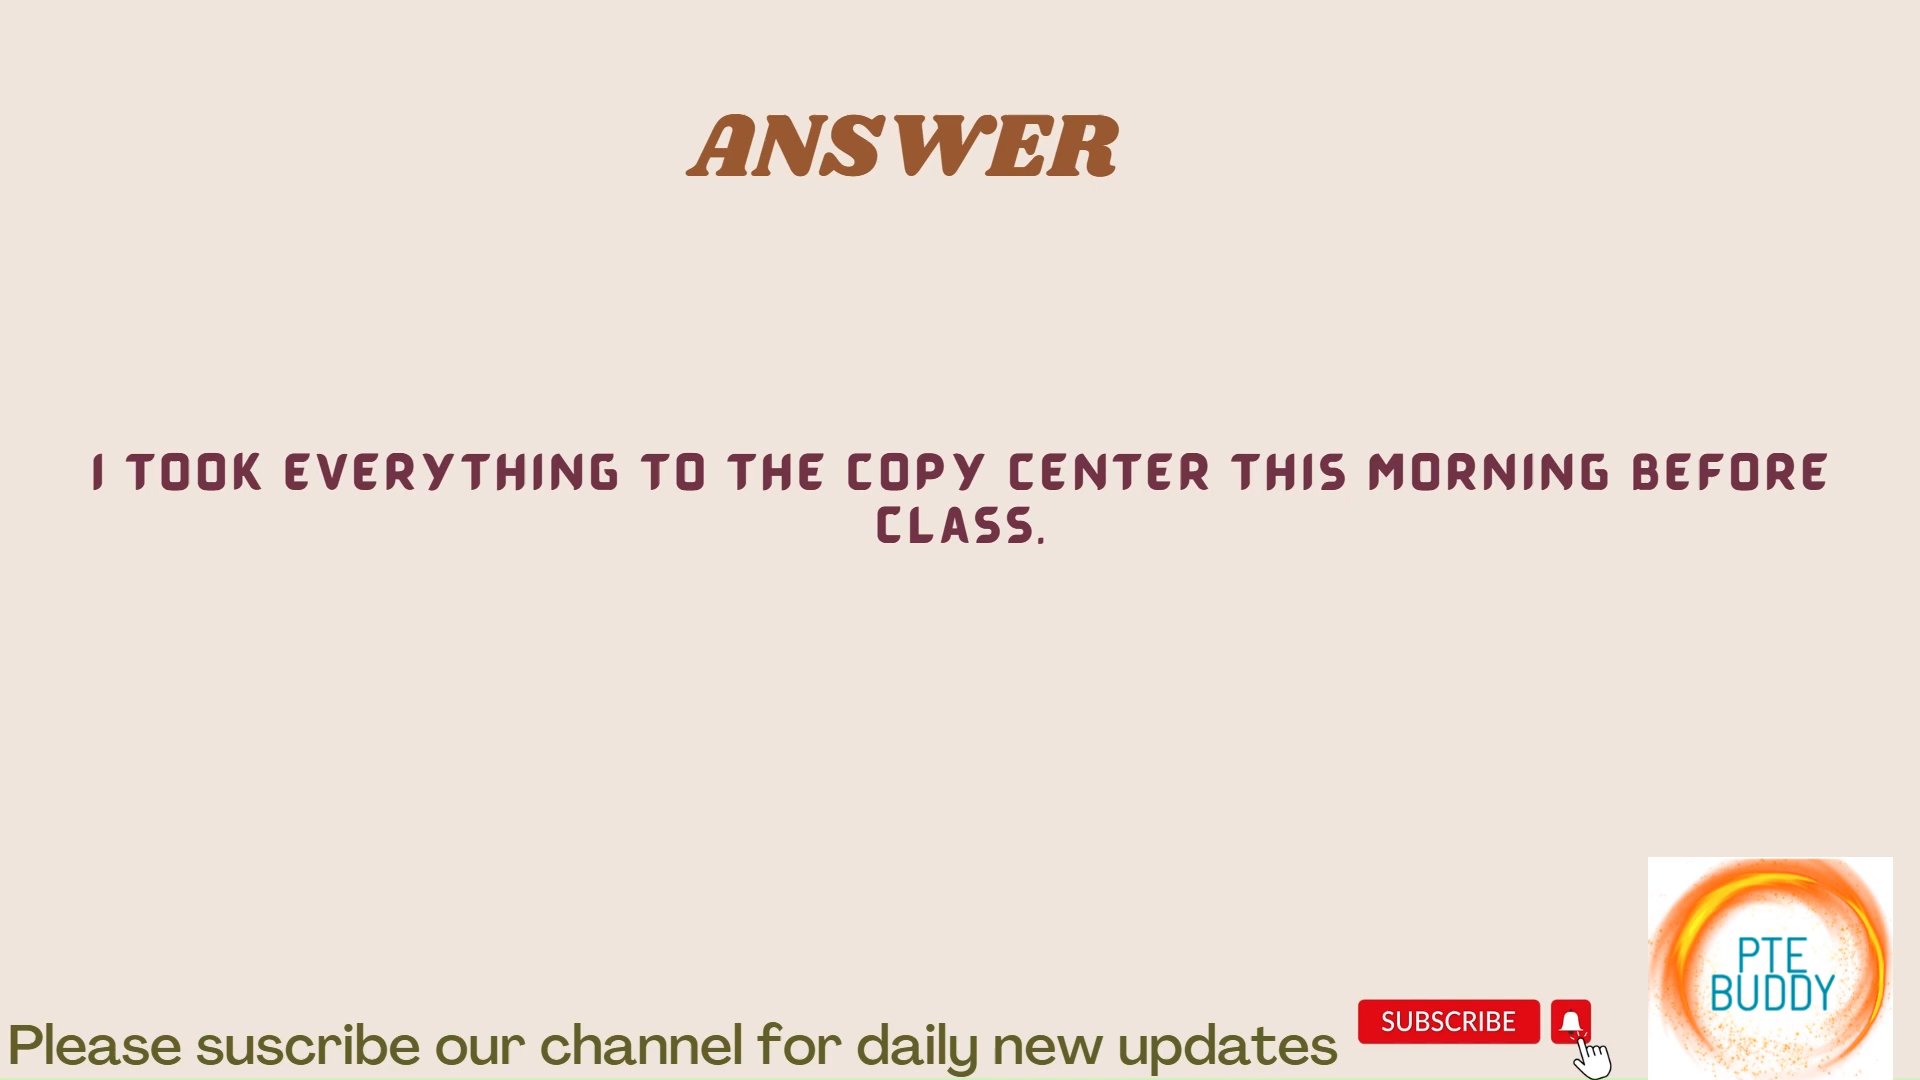 ANSWER
I TOOK EVERYTHING TO THE COPY CENTER THIS MORNING BEFORE
CLASS.
Please suscribe our channel for daily new updates
SUBSCRIBE
PTE
BUDDY